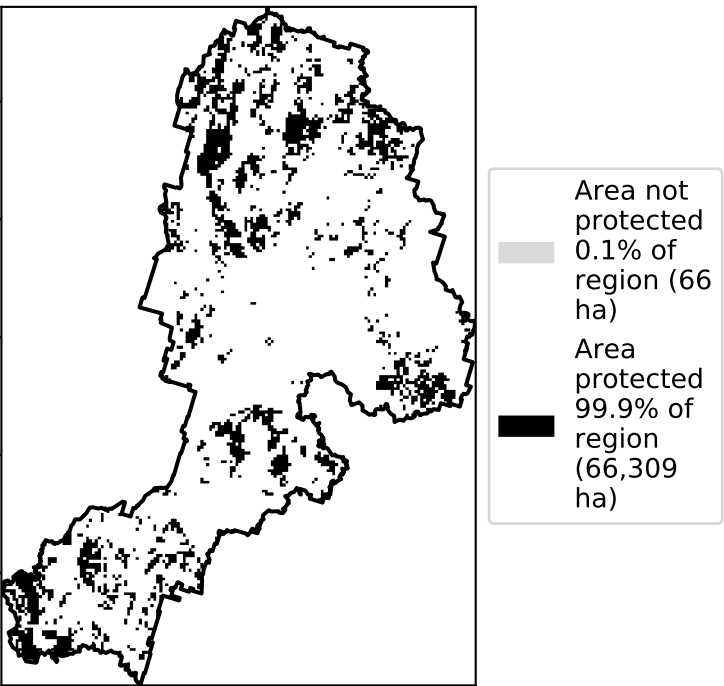 Area not
protected
0.1% of
region (66
ha)
Area
protected
99.9% of
region
(66,309
ha)